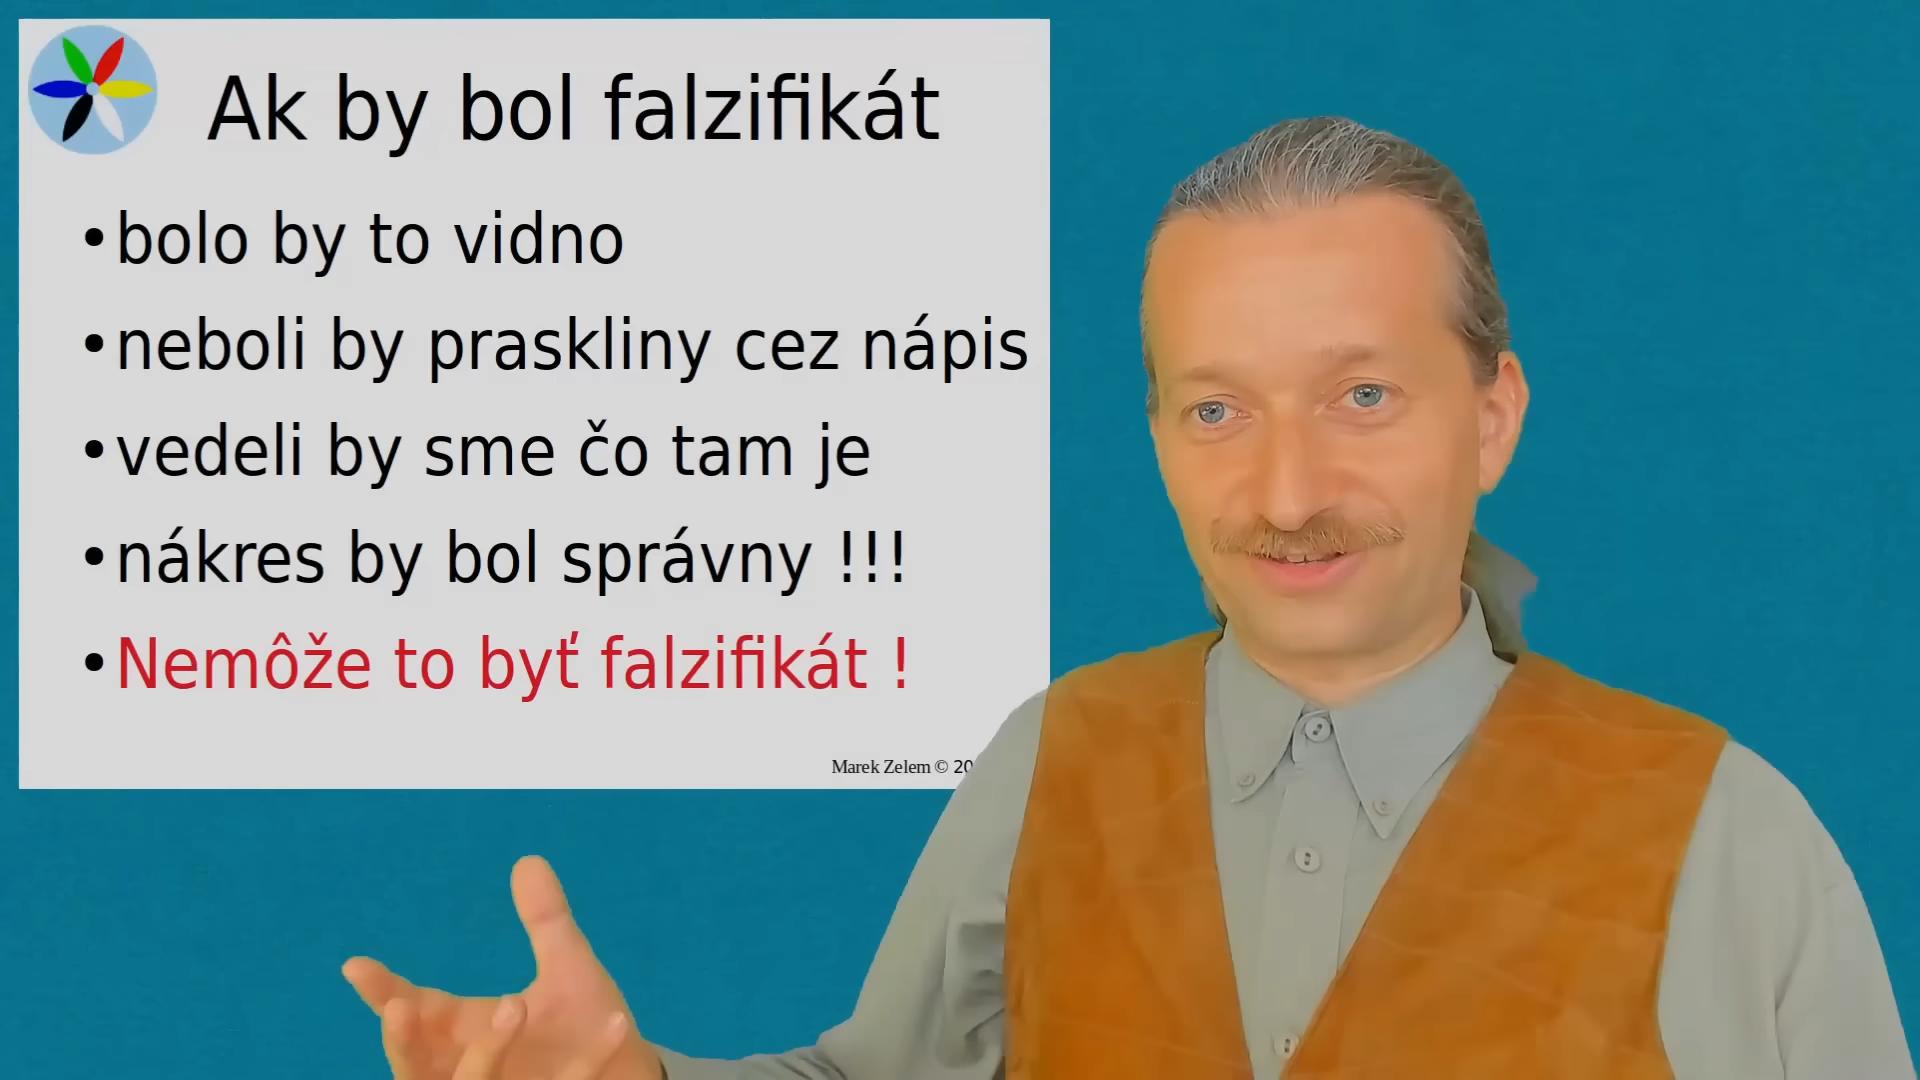 Ak by bol falzifikát
•bolo by to vidno
•neboli by praskliny cez nápis
•vedeli by sme čo tam je
•nákres by bol správny !!!
•Nemôže to byť falzifikát !
Marek Zelem © 20